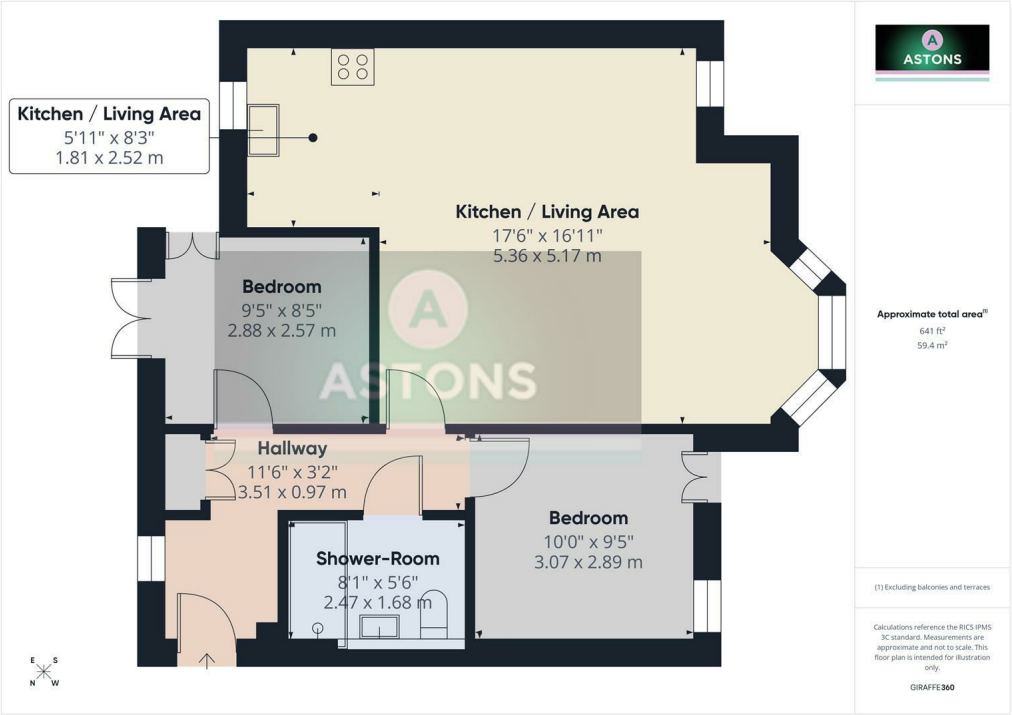 Kitchen / Living Area
5'11" x 8'3"
1.81 x 2.52 m
Kitchen / Living Area
17'6" x 16'11"
5.36 x 5.17 m
Bedroom
9'5" x 8'5"
2.88 x 2.57 m
A
ASTONS
Hallway
11'6" x 3'2"
3.51 x 0.97 m
Shower-Room
8'1" x 5'6"
2.47 x 1.68 m
Bedroom
10'0" x 9'5"
3.07 x 2.89 m
E S
N W
A
ASTONS
Approximate total area(1)
641 ft²
59.4 m²
(1) Excluding balconies and terraces
Calculations reference the RICS IPMS
3C standard. Measurements are
approximate and not to scale. This
floor plan is intended for illustration
only.
GIRAFFE360